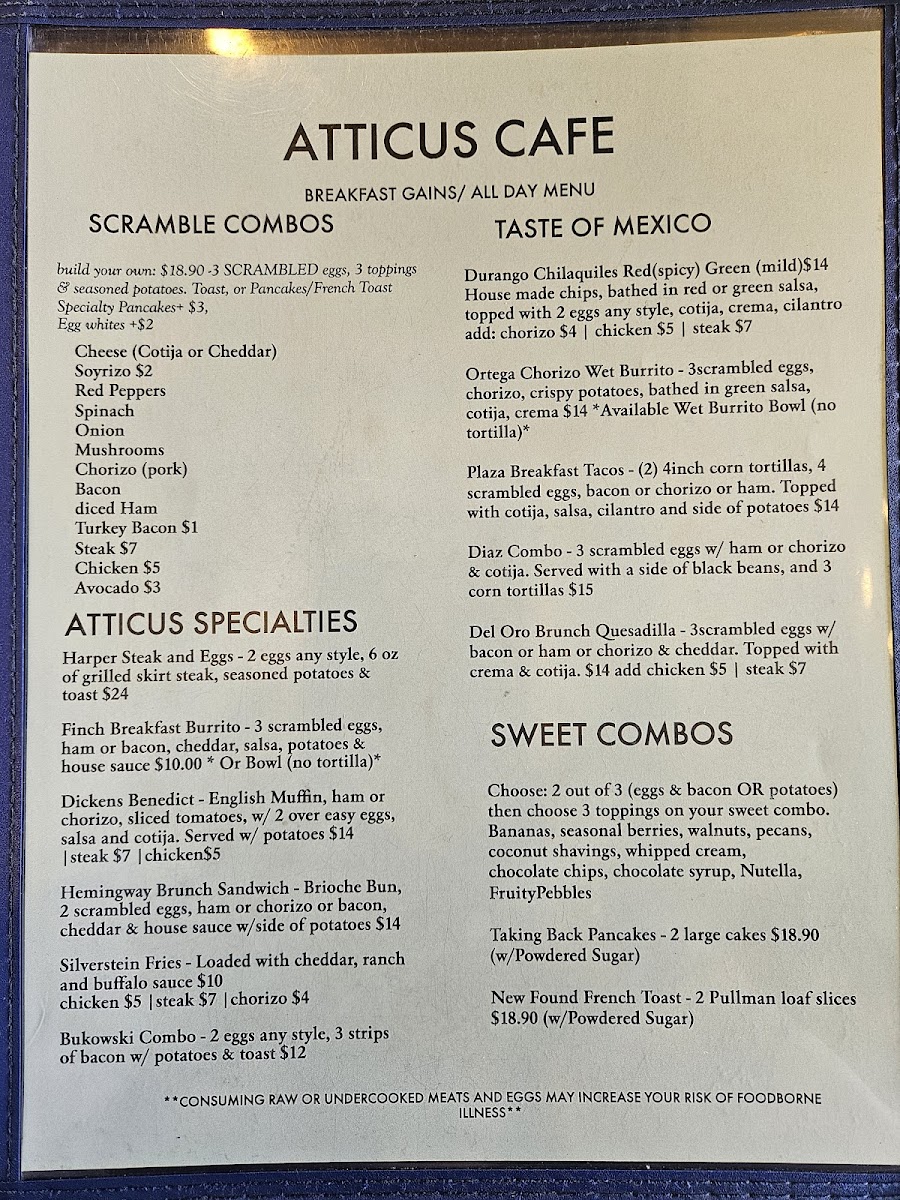 ATTICUS CAFE
BREAKFAST GAINS/ ALL DAY MENU
SCRAMBLE COMBOS
build your own: $18.90 -3 SCRAMBLED eggs, 3 toppings
& seasoned potatoes. Toast, or Pancakes/French Toast
Specialty Pancakes+ $3,
Egg whites +$2
Cheese (Cotija or Cheddar)
Soyrizo $2
Red Peppers
Spinach
Onion
Mushrooms
Chorizo (pork)
Bacon
diced Ham
Turkey Bacon $1
Steak $7
Chicken $5
Avocado $3
ATTICUS SPECIALTIES
Harper Steak and Eggs - 2 eggs any style, 6 oz
of grilled skirt steak, seasoned potatoes &
toast $24
Finch Breakfast Burrito - 3 scrambled eggs,
ham or bacon, cheddar, salsa, potatoes &
house sauce $10.00 * Or Bowl (no tortilla)*
Dickens Benedict - English Muffin, ham or
chorizo, sliced tomatoes, w/ 2 over easy eggs,
salsa and cotija. Served w/ potatoes $14
|steak $7 |chicken$5
Hemingway Brunch Sandwich - Brioche Bun,
2 scrambled eggs, ham or chorizo or bacon,
cheddar & house sauce w/side of potatoes $14
Silverstein Fries - Loaded with cheddar, ranch
and buffalo sauce $10
chicken $5 |steak $7 |chorizo $4
Bukowski Combo - 2 eggs any style, 3 strips
of bacon w/ potatoes & toast $12
TASTE OF MEXICO
Durango Chilaquiles Red(spicy) Green (mild)$14
House made chips, bathed in red or green salsa,
topped with 2 eggs any style, cotija, crema, cilantro
add: chorizo $4 | chicken $5 | steak $7
Ortega Chorizo Wet Burrito - 3scrambled eggs,
chorizo, crispy potatoes, bathed in green salsa,
cotija, crema $14 *Available Wet Burrito Bowl (no
tortilla)*
Plaza Breakfast Tacos - (2) 4inch corn tortillas, 4
scrambled eggs, bacon or chorizo or ham. Topped
with cotija, salsa, cilantro and side of potatoes $14
Diaz Combo - 3 scrambled eggs w/ ham or chorizo
& cotija. Served with a side of black beans, and 3
corn tortillas $15
Del Oro Brunch Quesadilla - 3scrambled eggs w/
bacon or ham or chorizo & cheddar. Topped with
crema & cotija. $14 add chicken $5 | steak $7
SWEET COMBOS
Choose: 2 out of 3 (eggs & bacon OR potatoes)
then choose 3 toppings on your sweet combo.
Bananas, seasonal berries, walnuts, pecans,
coconut shavings, whipped cream,
chocolate chips, chocolate syrup, Nutella,
FruityPebbles
Taking Back Pancakes - 2 large cakes $18.90
(w/Powdered Sugar)
New Found French Toast - 2 Pullman loaf slices
$18.90 (w/Powdered Sugar)
**CONSUMING RAW OR UNDERCOOKED MEATS AND EGGS MAY INCREASE YOUR RISK OF FOODBORNE
ILLNESS**